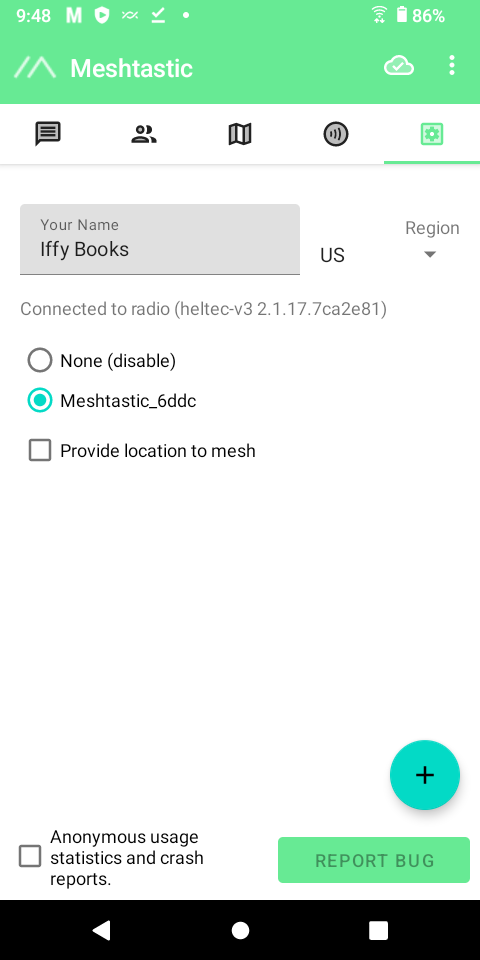 9:48
86%
Meshtastic
Your Name
Iffy Books
US
Region
Connected to radio (heltec-v3 2.1.17.7ca2e81)
None (disable)
Meshtastic_6ddc
Provide location to mesh
Anonymous usage
statistics and crash
reports.
REPORT BUG